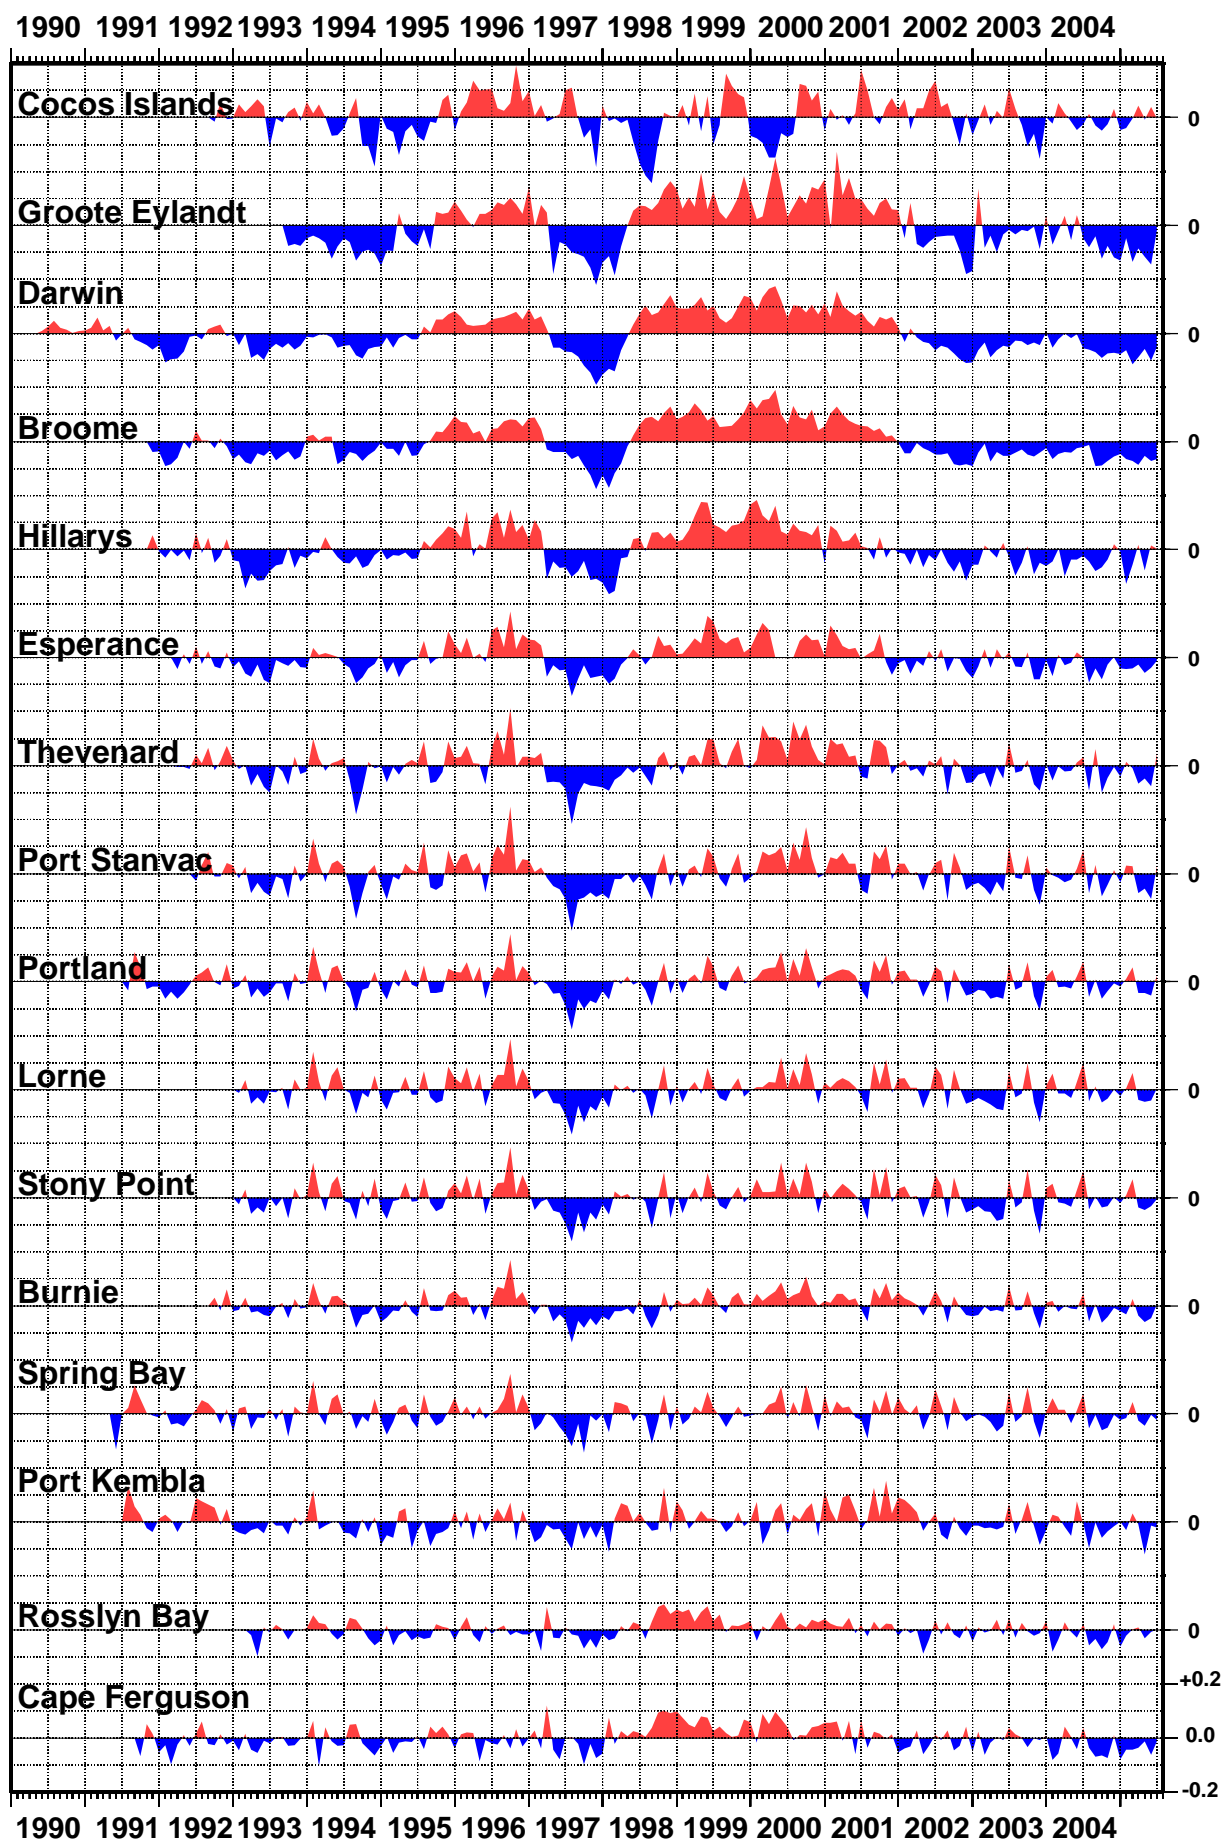 1990 1991 1992 1993 1994 1995 1996 1997 1998 1999 2000 2001 2002 2003 2004
Cocos Islands 0
Groote Eylandt 0
Darwin 0
Broome 0
Hillarys 0
Esperance 0
Thevenard 0
Port Stanvac 0
Portland 0
Lorne 0
Stony Point 0
Burnie 0
Spring Bay 0
Port Kembla 0
Rosslyn Bay 0
+0.2
Cape Ferguson 0.0
-0.2
1990 1991 1992 1993 1994 1995 1996 1997 1998 1999 2000 2001 2002 2003 2004